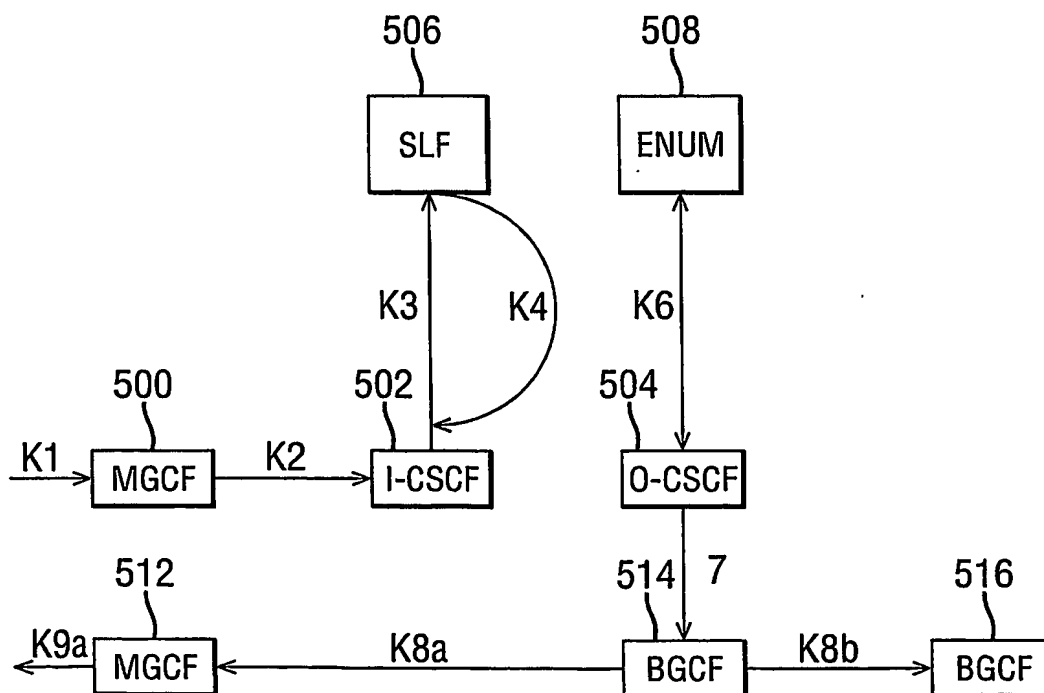 506
508
SLF
ENUM
K3
K4
K6
500
502
504
K1
MGCF
K2
I-CSCF
O-CSCF
512
514
7
516
K9a
MGCF
K8a
BGCF
K8b
BGCF